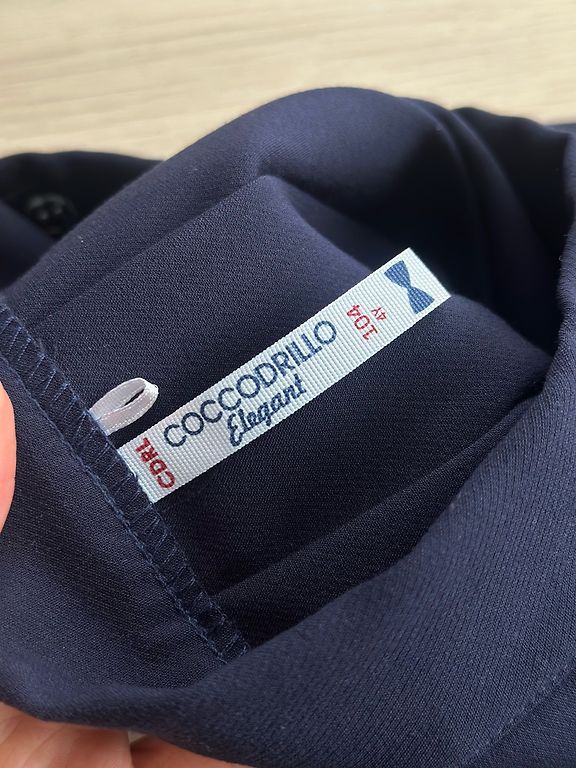 CDRL
COCCODRILLO
Elegant
104
4Y